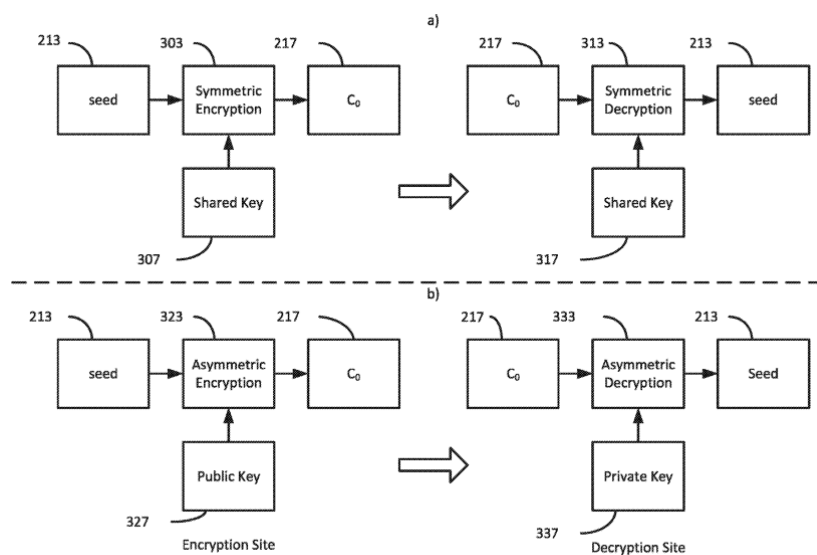 a)
213 303 217 217 313 213
seed Symmetric C₀ C₀ Symmetric seed
Encryption Decryption
Shared Key Shared Key
307 317
b)
213 323 217 217 333 213
seed Asymmetric C₀ C₀ Asymmetric Seed
Encryption Decryption
Public Key Private Key
327 337
Encryption Site Decryption Site